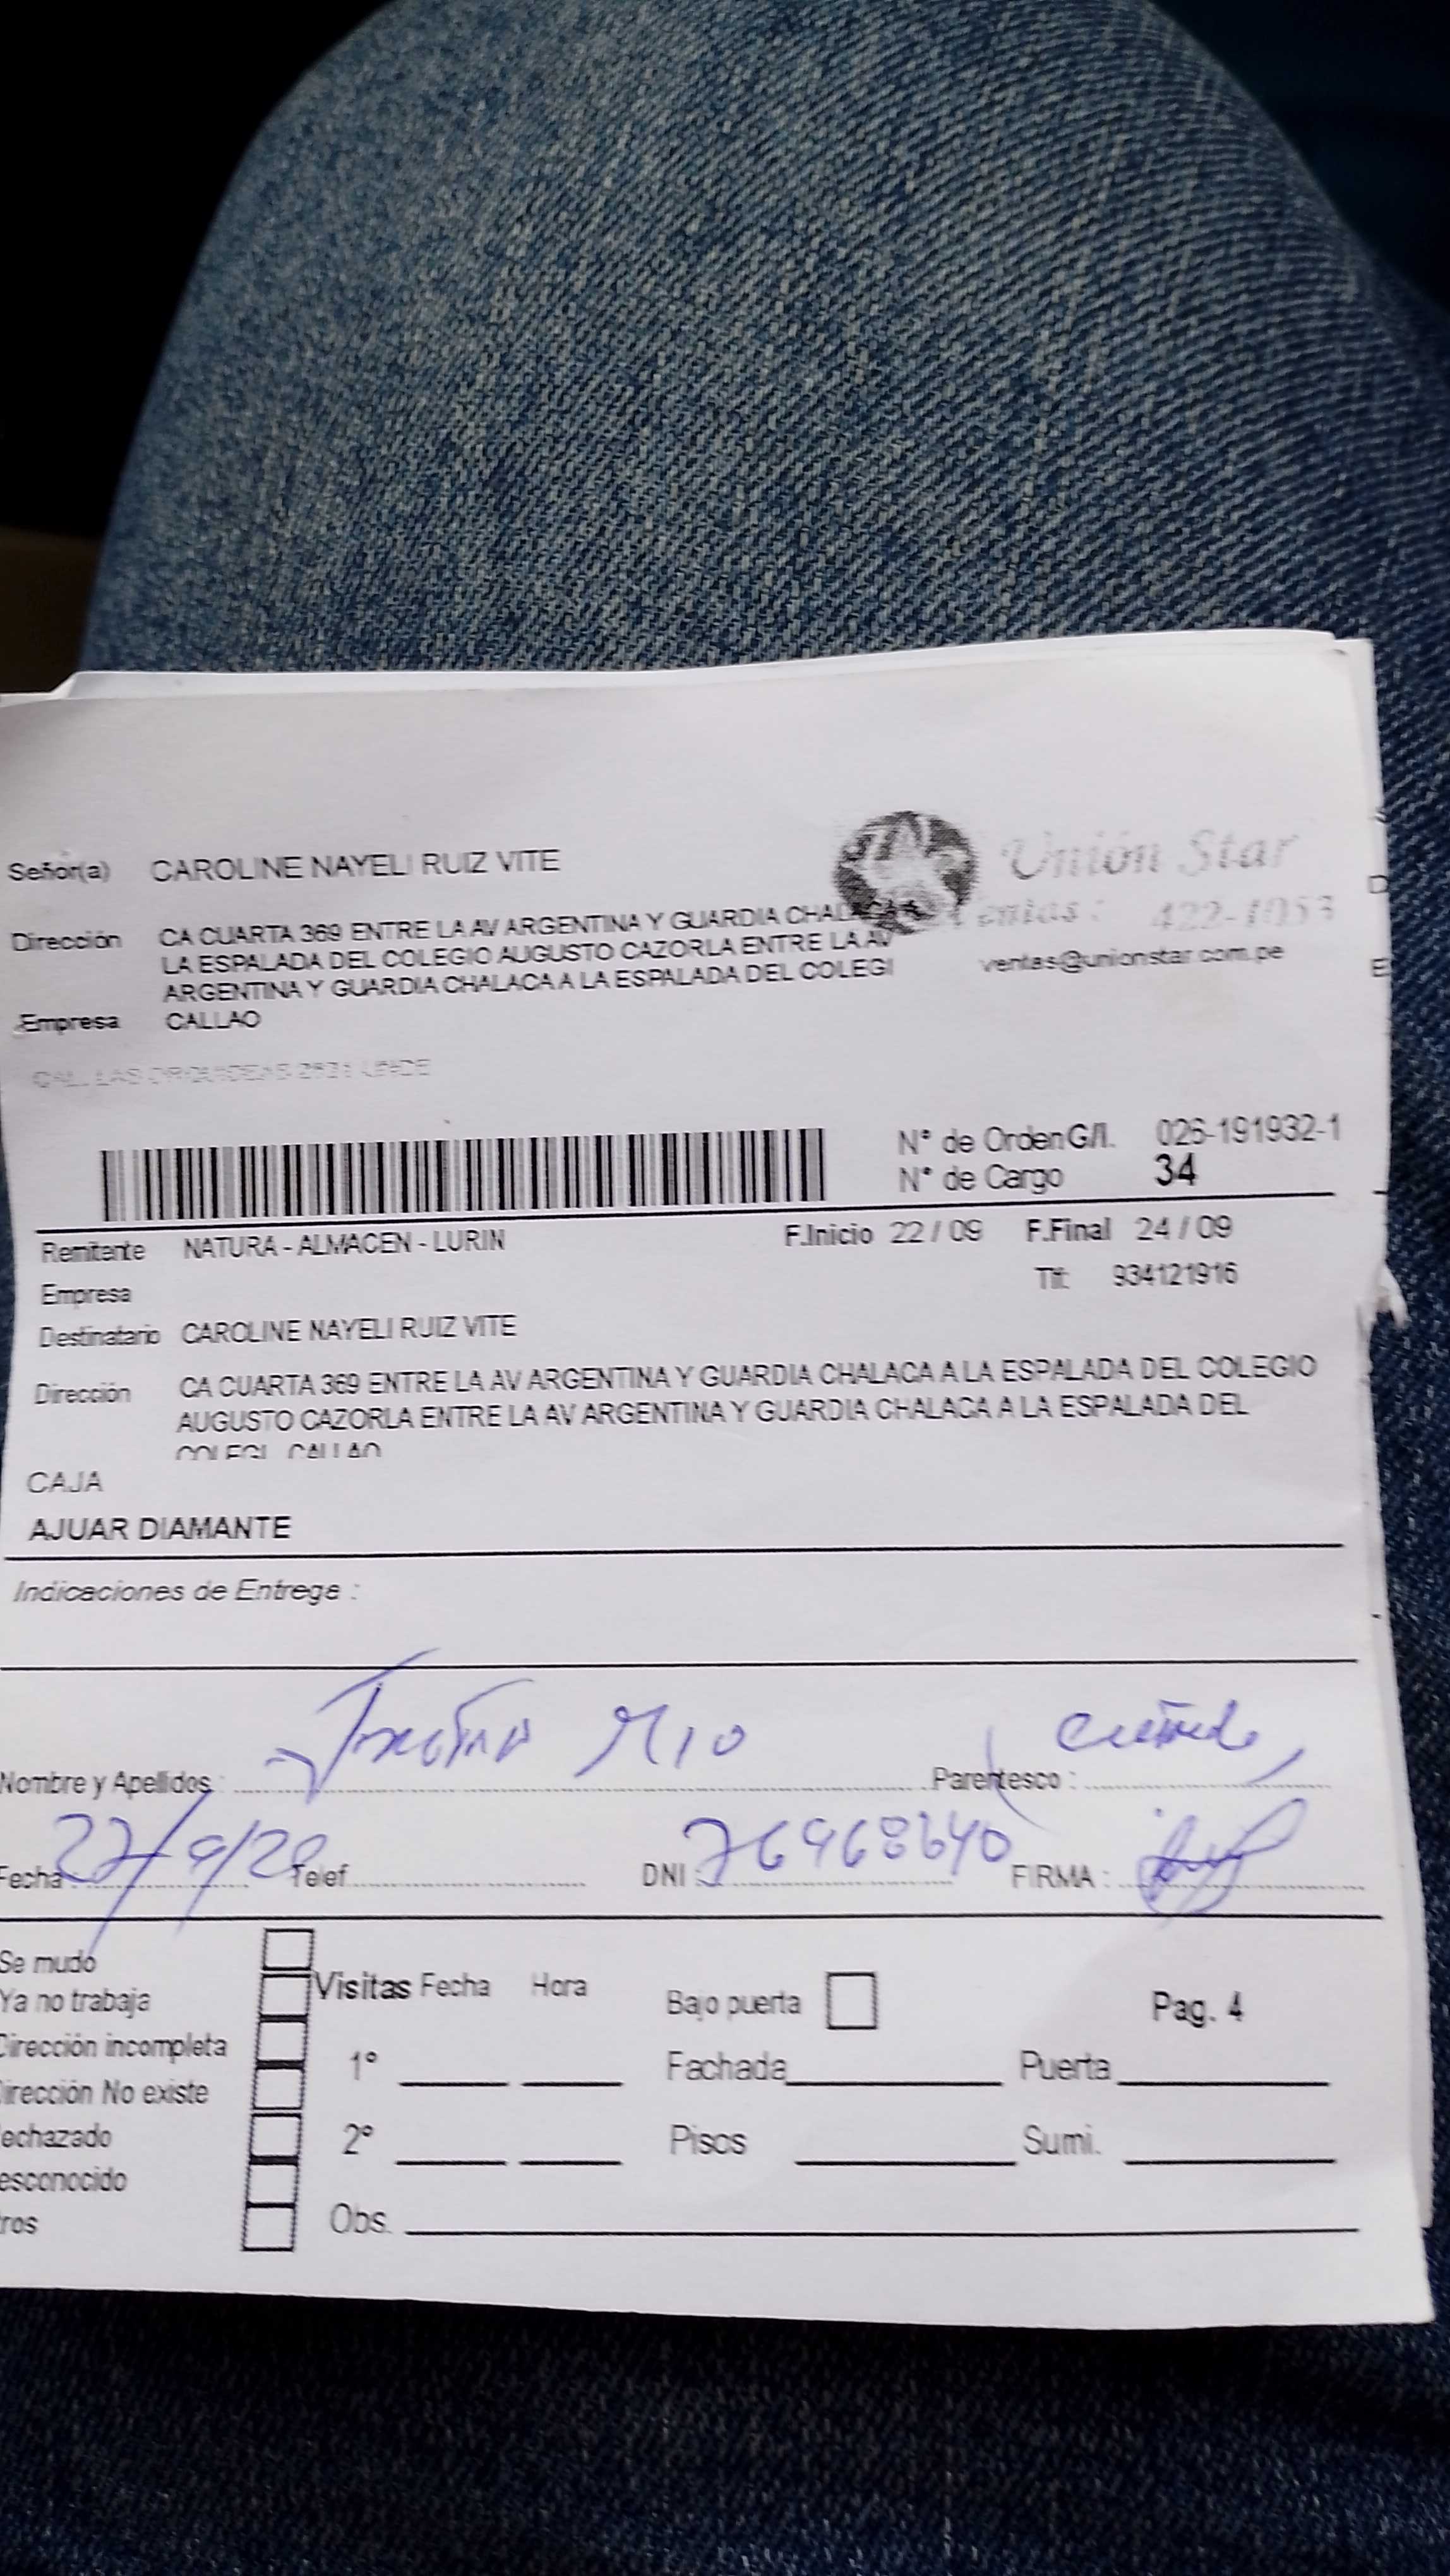 Señor(a) CAROLINE NAYELI RUIZ VITE
Unión Star
Dirección CA CUARTA 369 ENTRE LA AV ARGENTINA Y GUARDIA CHALACA A
422-1053
LA ESPALADA DEL COLEGIO AUGUSTO CAZORLA ENTRE LA AV
ventas@unionstar.com.pe
ARGENTINA Y GUARDIA CHALACA A LA ESPALADA DEL COLEGI
Empresa CALLAO
N° de Orden G/I. 026-191932-1
N° de Cargo 34
Remitente NATURA - ALMACEN - LURIN F.Inicio 22 / 09 F.Final 24 / 09
Empresa Tlf: 934121916
Destinatario CAROLINE NAYELI RUIZ VITE
Dirección CA CUARTA 369 ENTRE LA AV ARGENTINA Y GUARDIA CHALACA A LA ESPALADA DEL COLEGIO
AUGUSTO CAZORLA ENTRE LA AV ARGENTINA Y GUARDIA CHALACA A LA ESPALADA DEL
COLEGI CALLAO
CAJA
AJUAR DIAMANTE
Indicaciones de Entrega :
Nombre y Apellidos : Mio Parentesco :
Fecha : Telef DNI : FIRMA :
Se mudo
Ya no trabaja
Visitas Fecha Hora Bajo puerta Pag. 4
Dirección incompleta
1° Fachada Puerta
Dirección No existe
echazado
2° Pisos Sumi.
esconocido
tros
Obs.